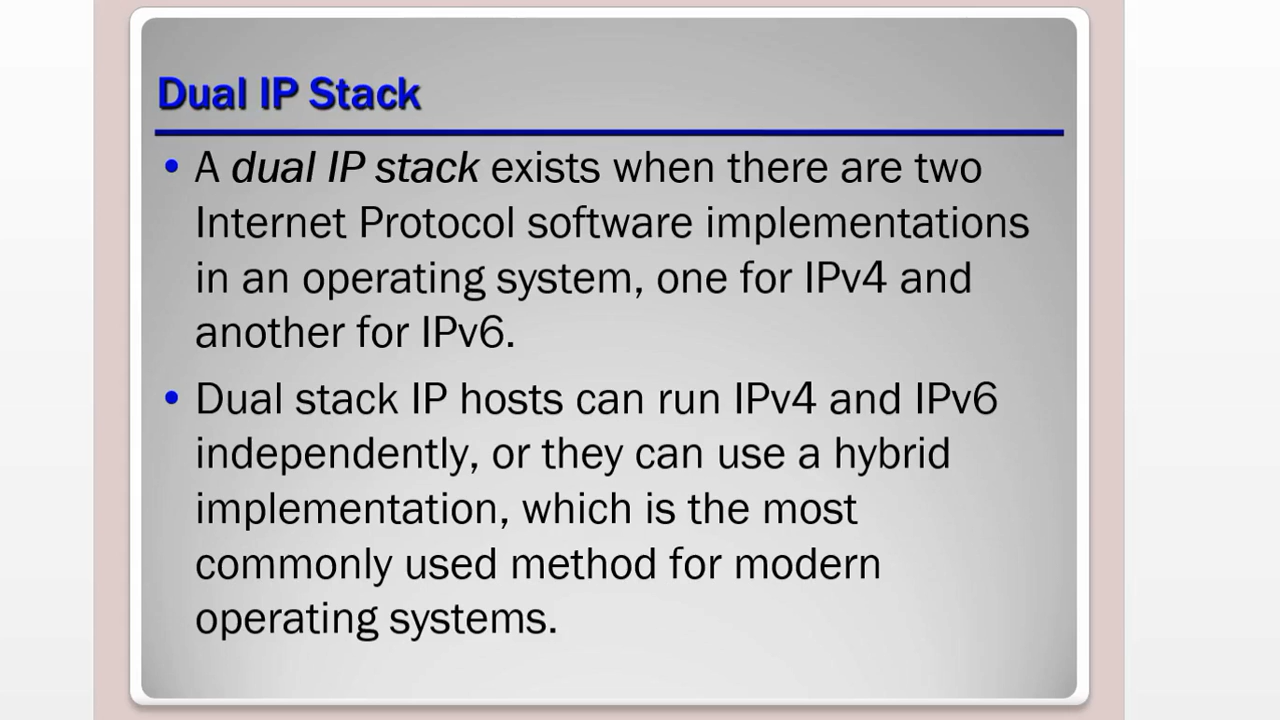 Dual IP Stack
• A dual IP stack exists when there are two
Internet Protocol software implementations
in an operating system, one for IPv4 and
another for IPv6.
• Dual stack IP hosts can run IPv4 and IPv6
independently, or they can use a hybrid
implementation, which is the most
commonly used method for modern
operating systems.